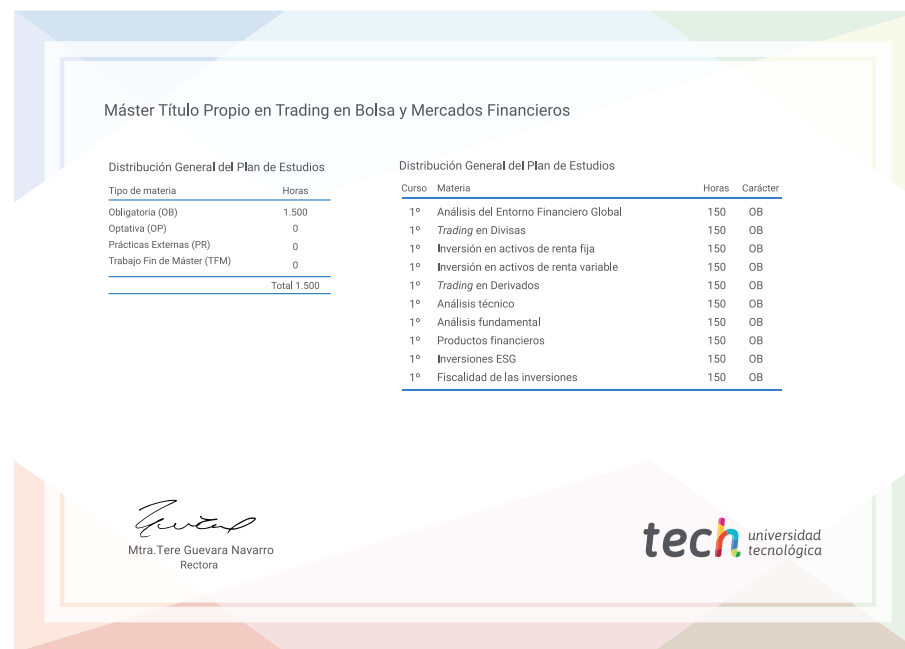 Máster Título Propio en Trading en Bolsa y Mercados Financieros
Distribución General del Plan de Estudios
Tipo de materia Horas
Obligatoria (OB) 1.500
Optativa (OP) 0
Prácticas Externas (PR) 0
Trabajo Fin de Máster (TFM) 0
Total 1.500
Distribución General del Plan de Estudios
Curso Materia Horas Carácter
1º Análisis del Entorno Financiero Global 150 OB
1º Trading en Divisas 150 OB
1º Inversión en activos de renta fija 150 OB
1º Inversión en activos de renta variable 150 OB
1º Trading en Derivados 150 OB
1º Análisis técnico 150 OB
1º Análisis fundamental 150 OB
1º Productos financieros 150 OB
1º Inversiones ESG 150 OB
1º Fiscalidad de las inversiones 150 OB
Mtra.Tere Guevara Navarro
Rectora
tech universidad
tecnológica